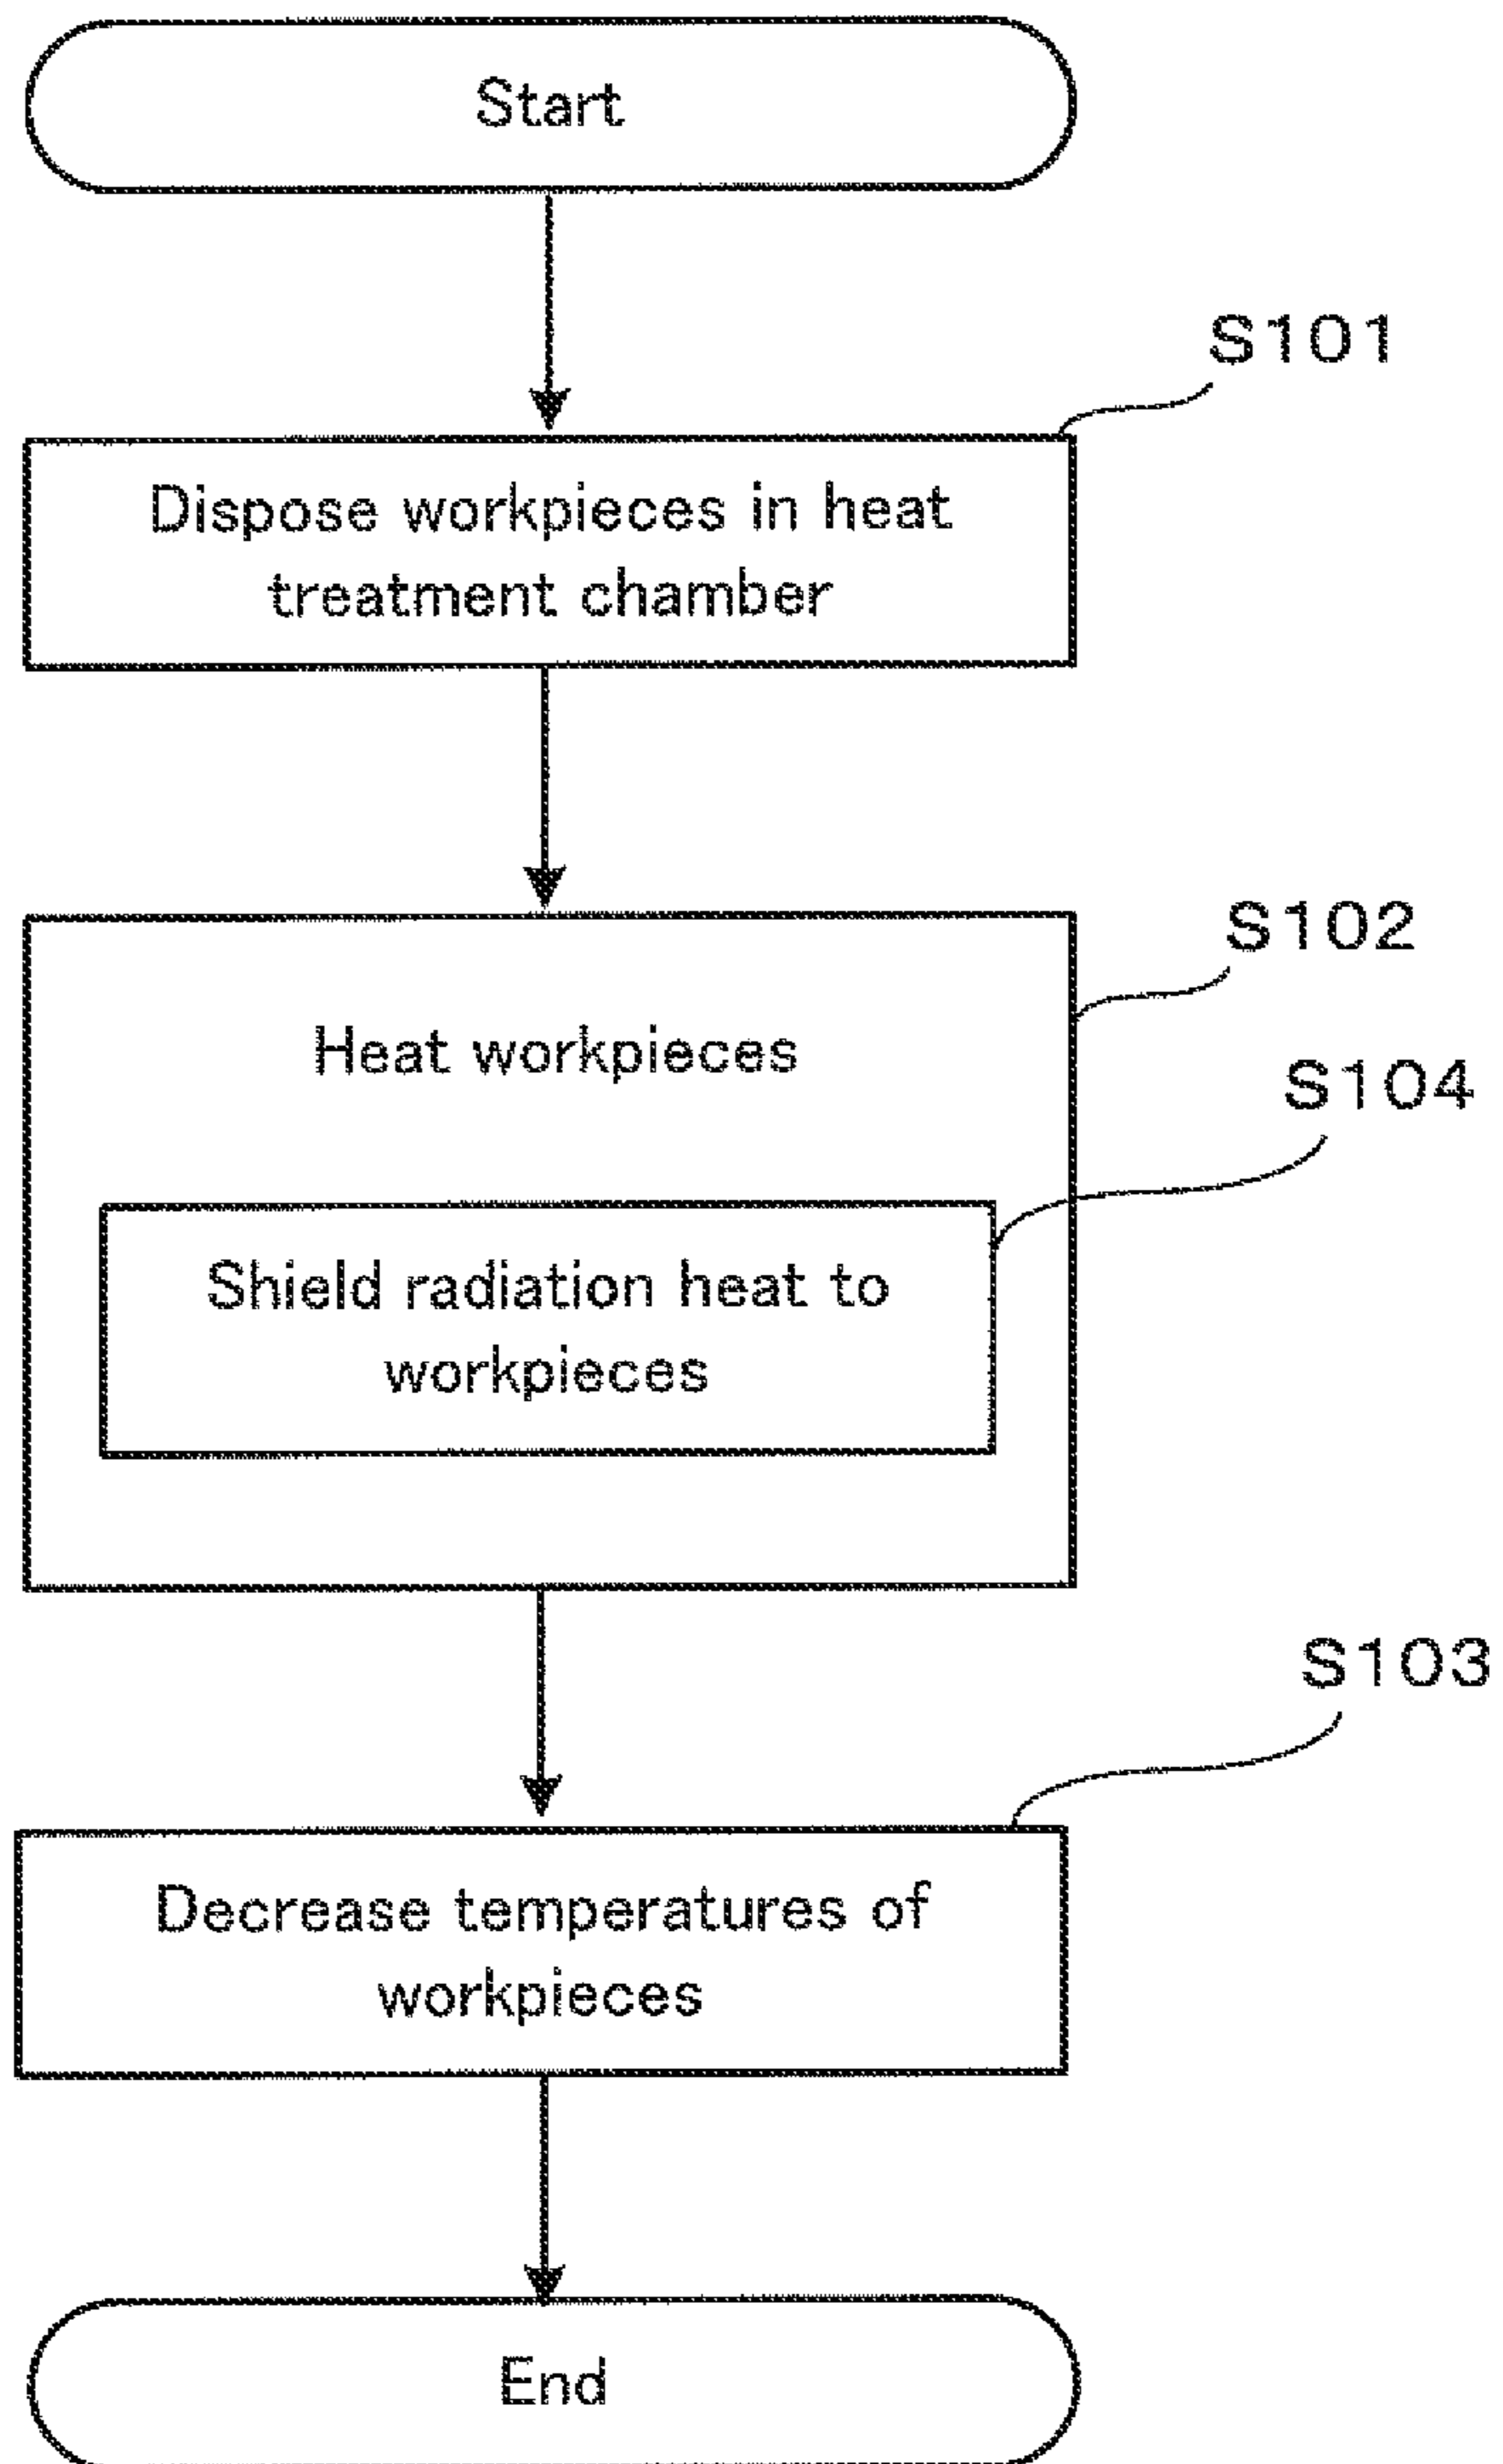 Start
S101
Dispose workpieces in heat
treatment chamber
S102
Heat workpieces
S104
Shield radiation heat to
workpieces
S103
Decrease temperatures of
workpieces
End